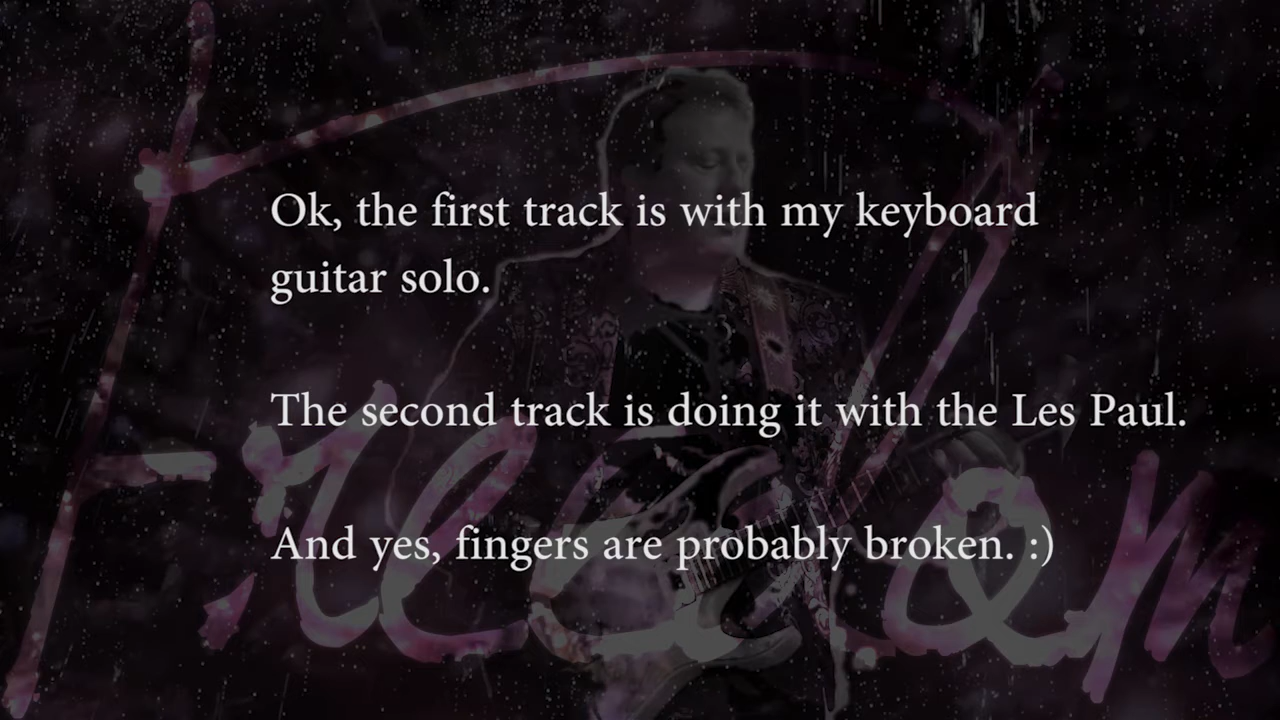 Ok, the first track is with my keyboard
guitar solo.
The second track is doing it with the Les Paul.
And yes, fingers are probably broken. :)
Freedom